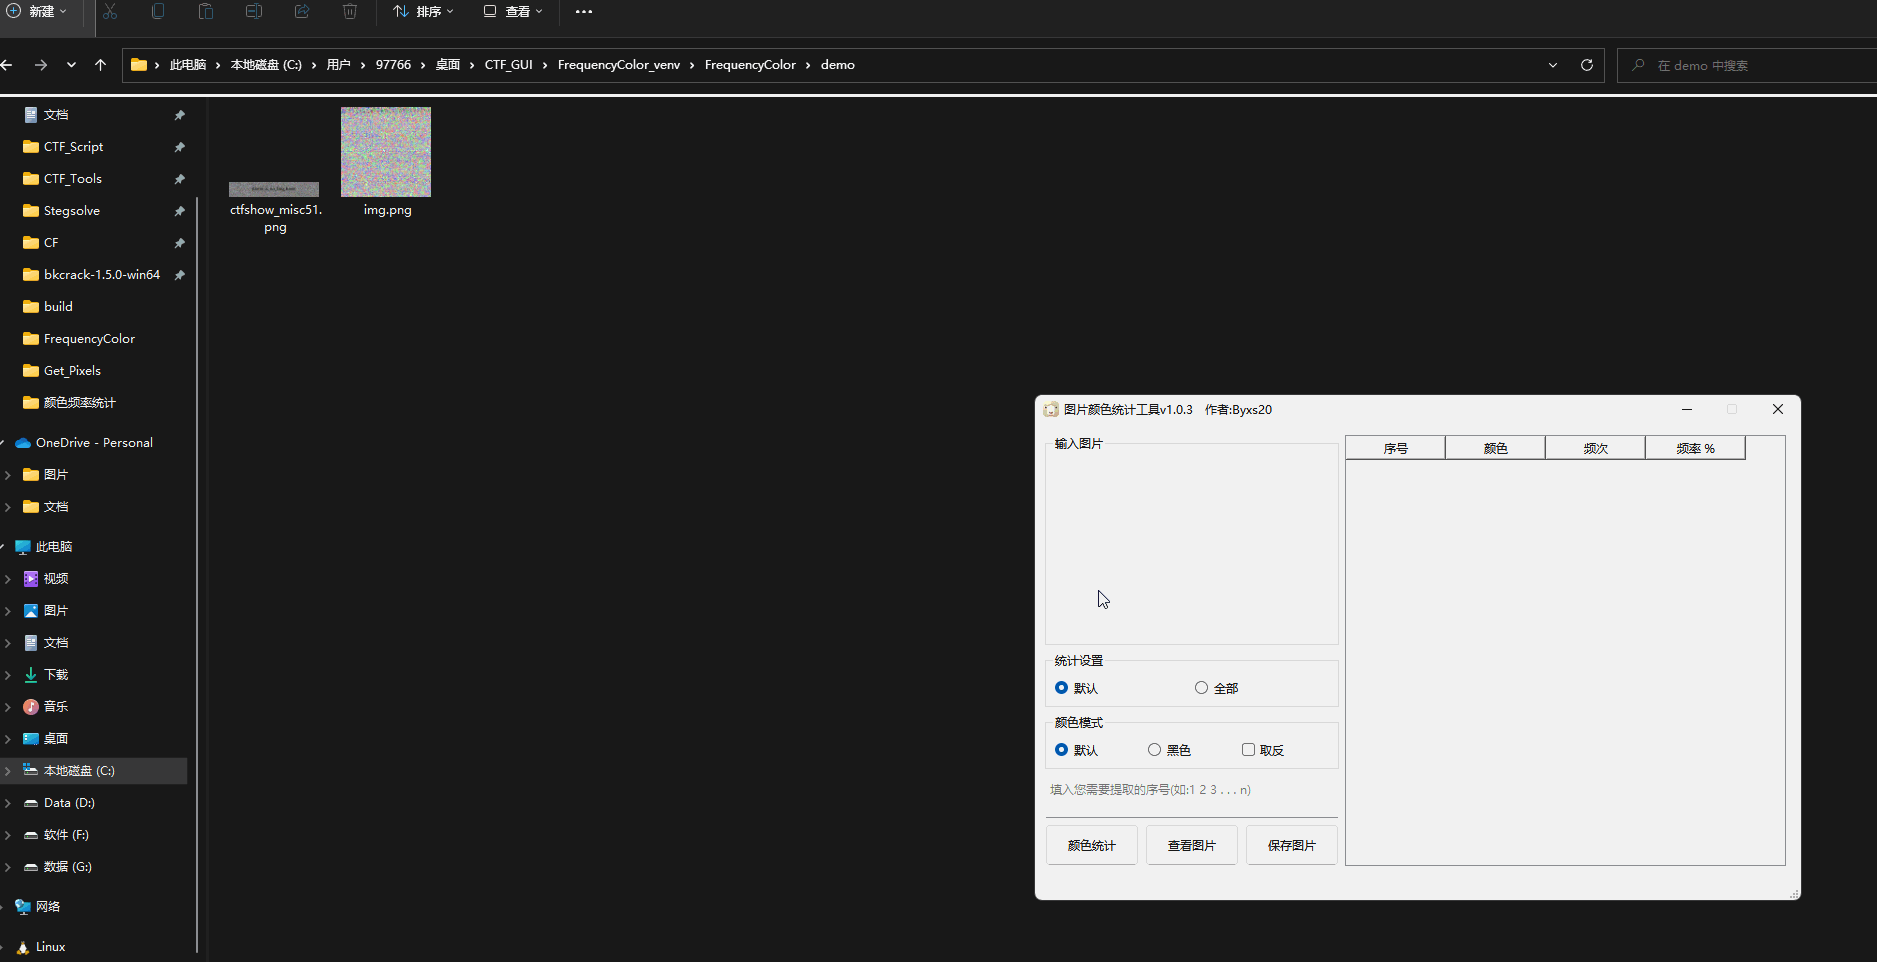 新建
排序
查看
此电脑 › 本地磁盘 (C:) › 用户 › 97766 › 桌面 › CTF_GUI › FrequencyColor_venv › FrequencyColor › demo
在 demo 中搜索
文档
CTF_Script
CTF_Tools
Stegsolve
CF
bkcrack-1.5.0-win64
build
FrequencyColor
Get_Pixels
颜色频率统计
OneDrive - Personal
图片
文档
此电脑
视频
图片
文档
下载
音乐
桌面
本地磁盘 (C:)
Data (D:)
软件 (F:)
数据 (G:)
网络
Linux
ctfshow_misc51.
png
img.png
图片颜色统计工具v1.0.3 作者:Byxs20
输入图片
统计设置
默认 全部
颜色模式
默认 黑色 取反
填入您需要提取的序号(如:1 2 3 . . . n)
颜色统计 查看图片 保存图片
序号 颜色 频次 频率 %